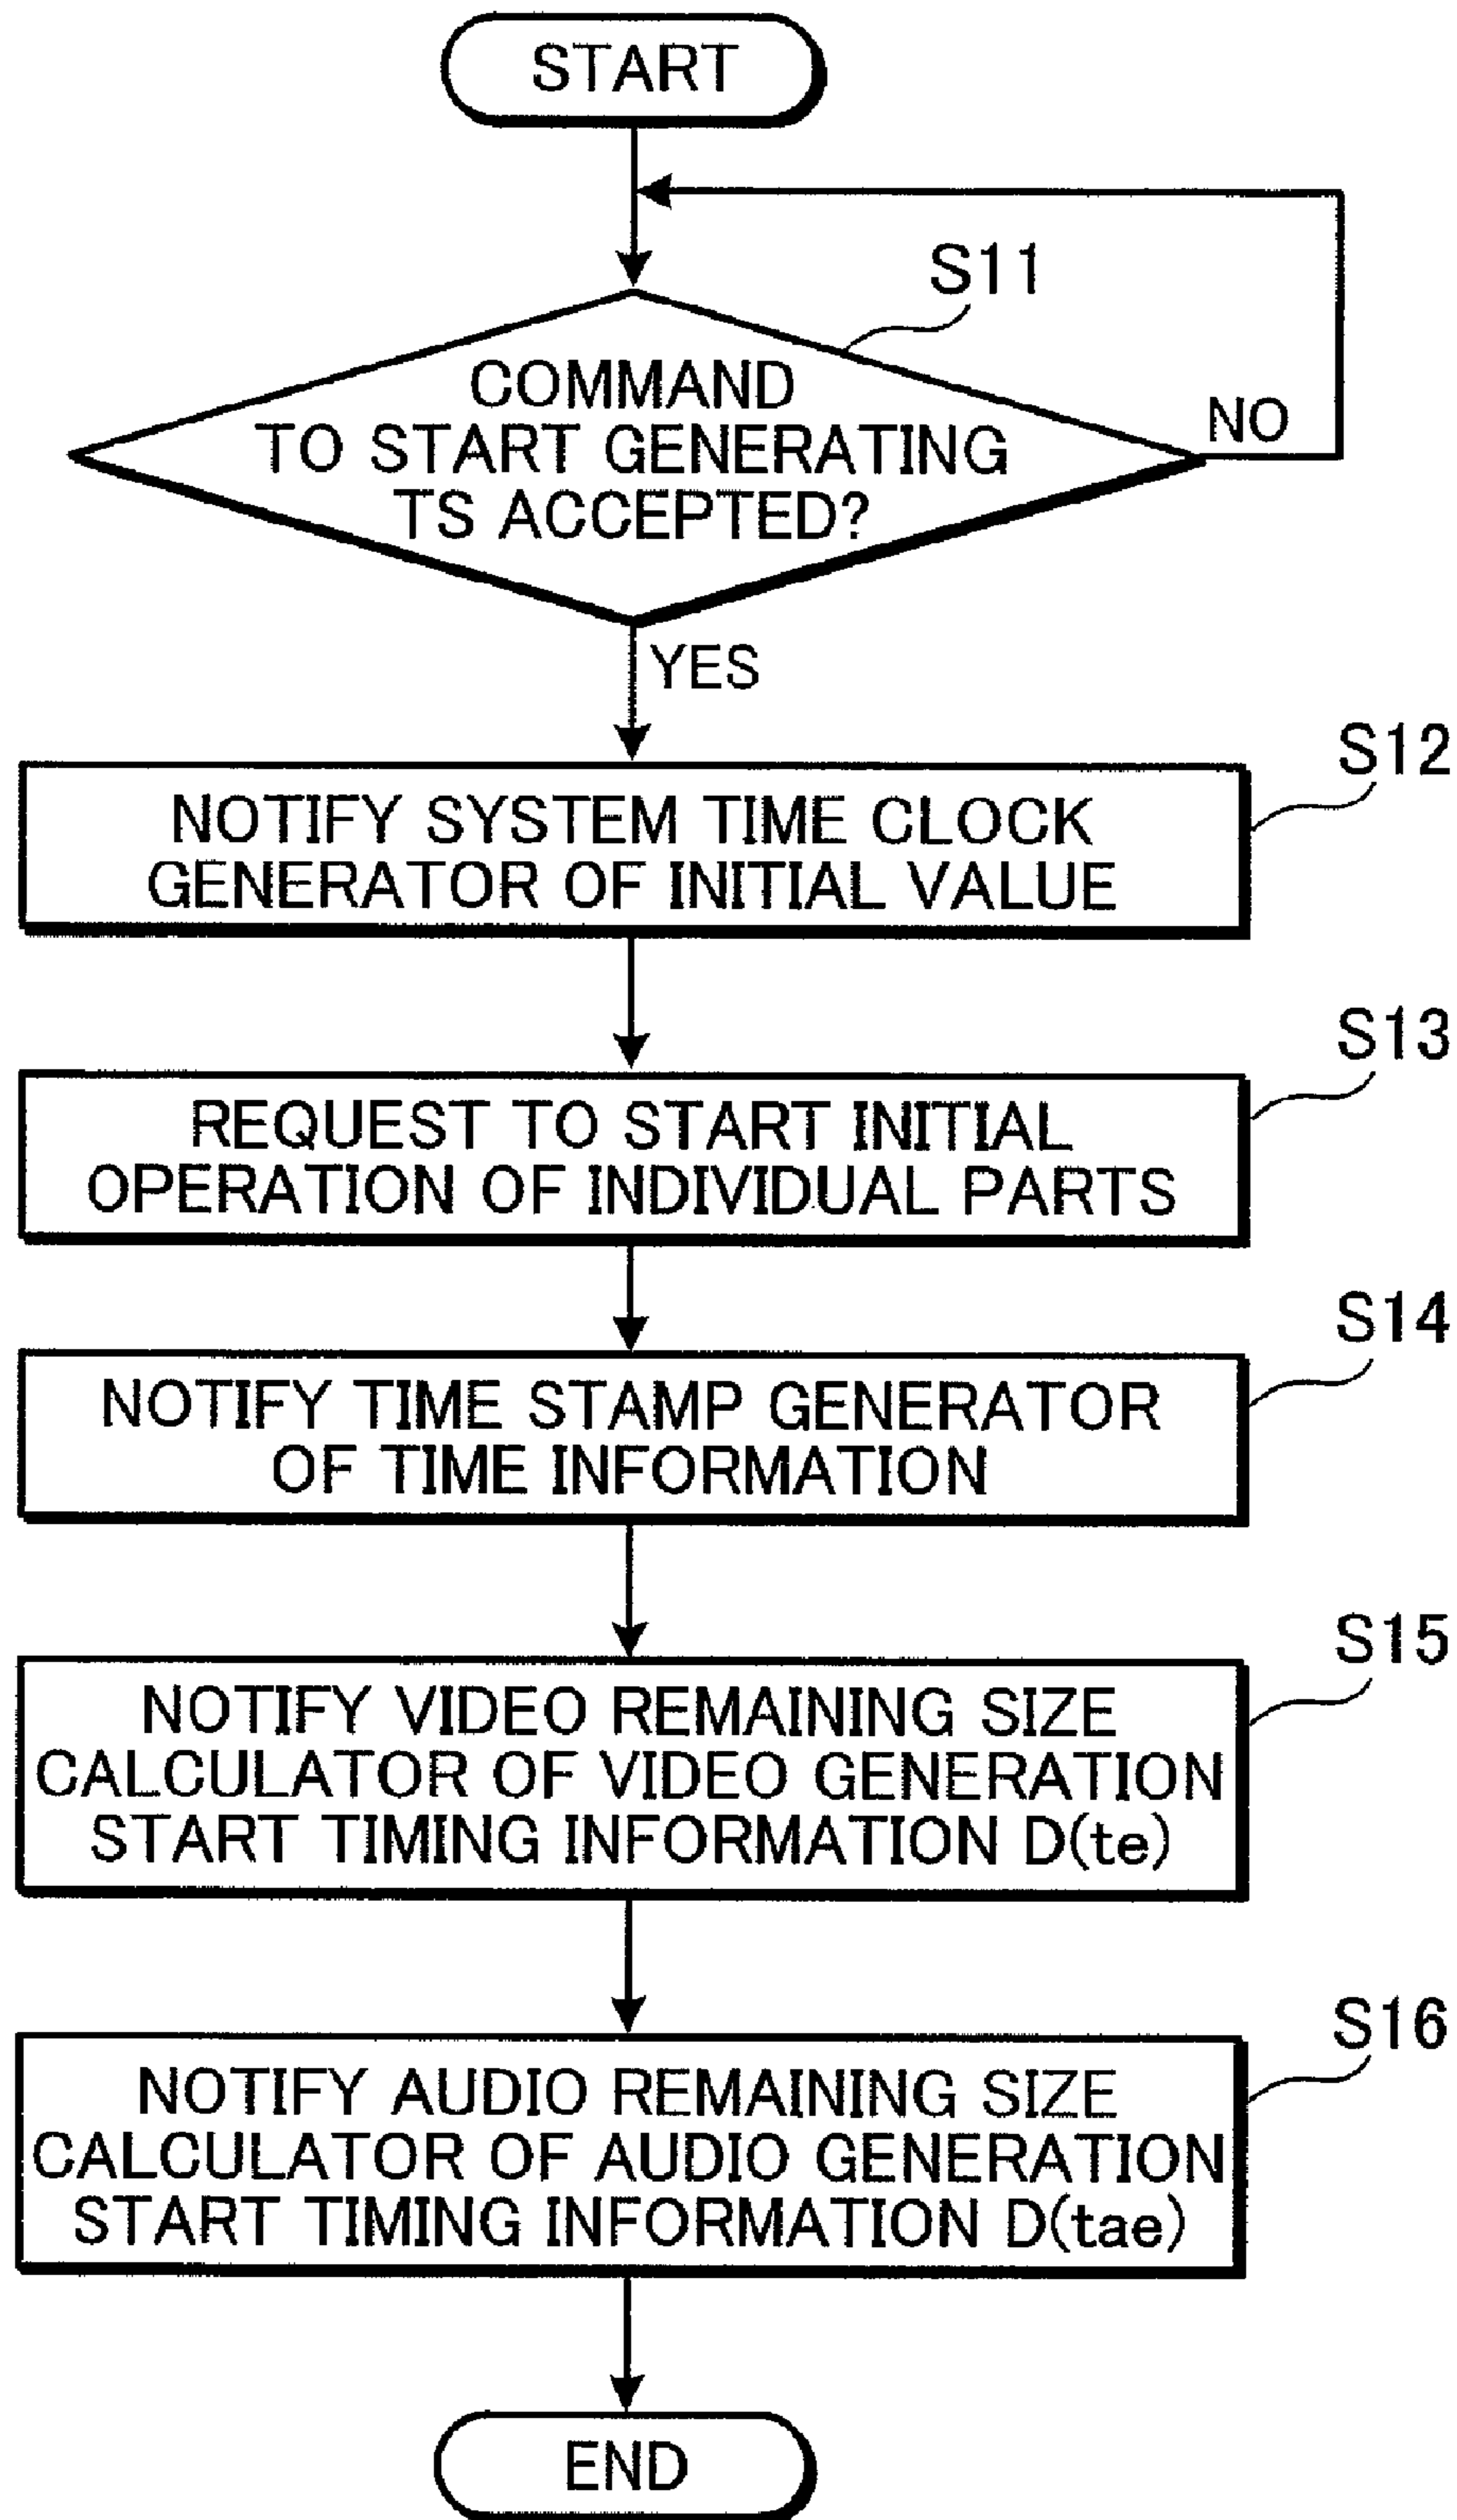 START
S11
COMMAND
TO START GENERATING
TS ACCEPTED?
NO
YES
S12
NOTIFY SYSTEM TIME CLOCK
GENERATOR OF INITIAL VALUE
S13
REQUEST TO START INITIAL
OPERATION OF INDIVIDUAL PARTS
S14
NOTIFY TIME STAMP GENERATOR
OF TIME INFORMATION
S15
NOTIFY VIDEO REMAINING SIZE
CALCULATOR OF VIDEO GENERATION
START TIMING INFORMATION D(te)
S16
NOTIFY AUDIO REMAINING SIZE
CALCULATOR OF AUDIO GENERATION
START TIMING INFORMATION D(tae)
END